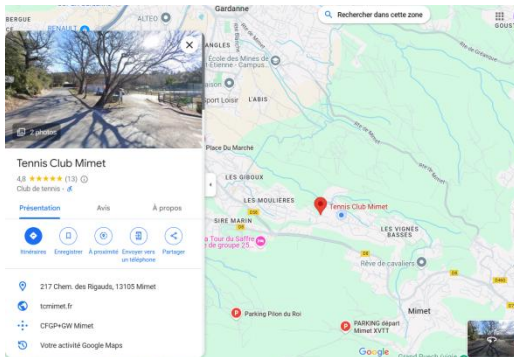 Gardanne
BERGUE
ALTEO
RENAULT
Rechercher dans cette zone
ANGLES
École des Mines de
St-Étienne - Campus...
L'ABIS
Sport Loisir
2 photos
Place Du Marché
Tennis Club Mimet
4,8 ★★★★★ (13)
Club de tennis
LES GIBOUX
LES MOULIÈRES
Présentation
Avis
À propos
SIRE MARIN
Tennis Club Mimet
LES VIGNES
BASSES
Itinéraires
Enregistrer
À proximité
Envoyer vers
un téléphone
Partager
a Tour du Safre
e de groupe 25...
D8
Rêve de cavaliers
217 Chem. des Rigauds, 13105 Mimet
tcmimet.fr
CFGP+GW Mimet
Votre activité Google Maps
Parking Pilon du Roi
Mimet
PARKING départ
Mimet XVTT
Google